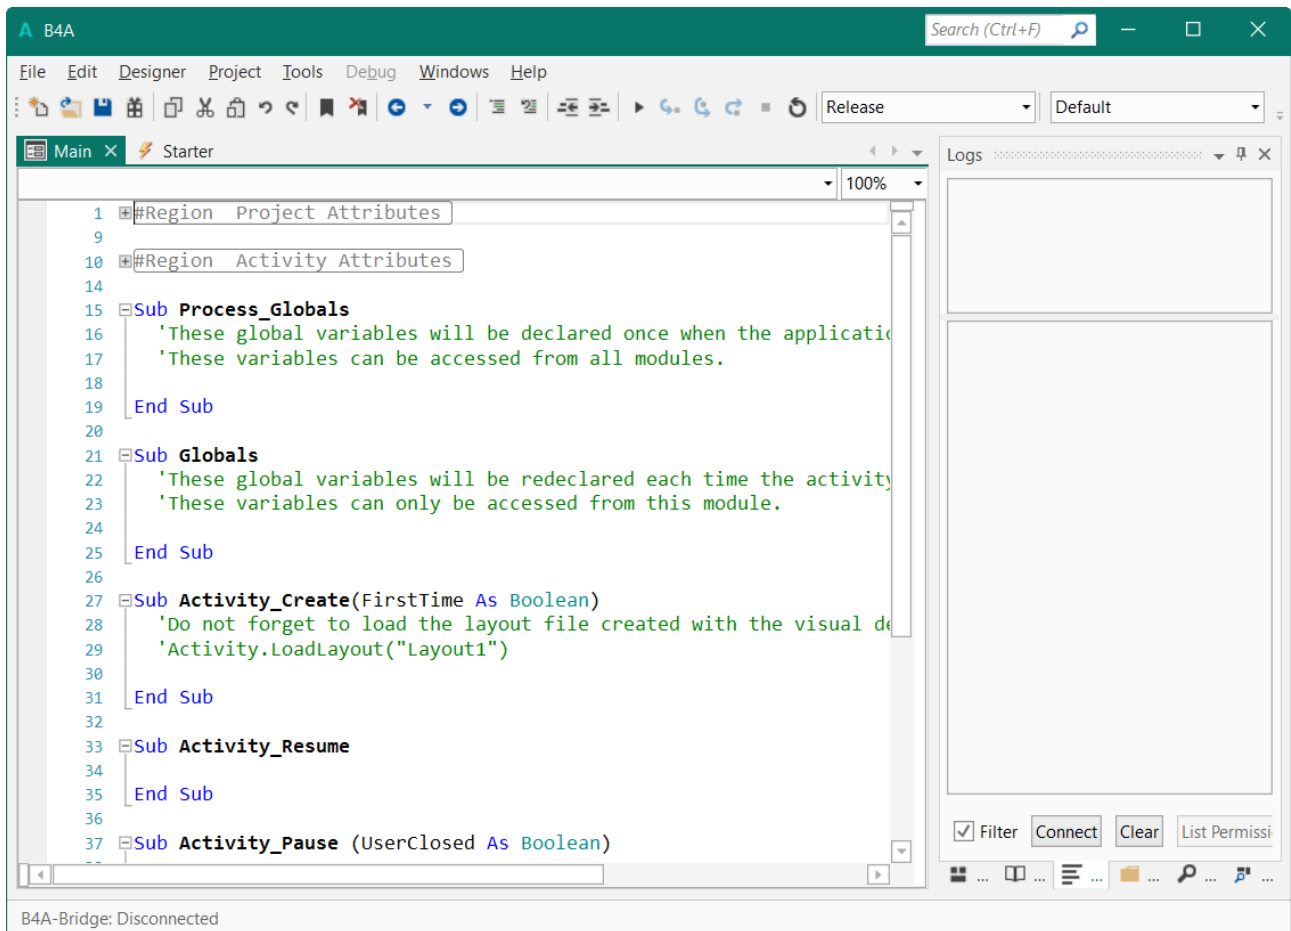 B4A
Search (Ctrl+F)
File Edit Designer Project Tools Debug Windows Help
Release
Default
Main
Starter
Logs
100%
1 #Region Project Attributes
9
10 #Region Activity Attributes
14
15 Sub Process_Globals
16 'These global variables will be declared once when the applicatio
17 'These variables can be accessed from all modules.
18
19 End Sub
20
21 Sub Globals
22 'These global variables will be redeclared each time the activity
23 'These variables can only be accessed from this module.
24
25 End Sub
26
27 Sub Activity_Create(FirstTime As Boolean)
28 'Do not forget to load the layout file created with the visual de
29 'Activity.LoadLayout("Layout1")
30
31 End Sub
32
33 Sub Activity_Resume
34
35 End Sub
36
37 Sub Activity_Pause (UserClosed As Boolean)
Filter Connect Clear List Permissi
... ... ... ... ... ...
B4A-Bridge: Disconnected